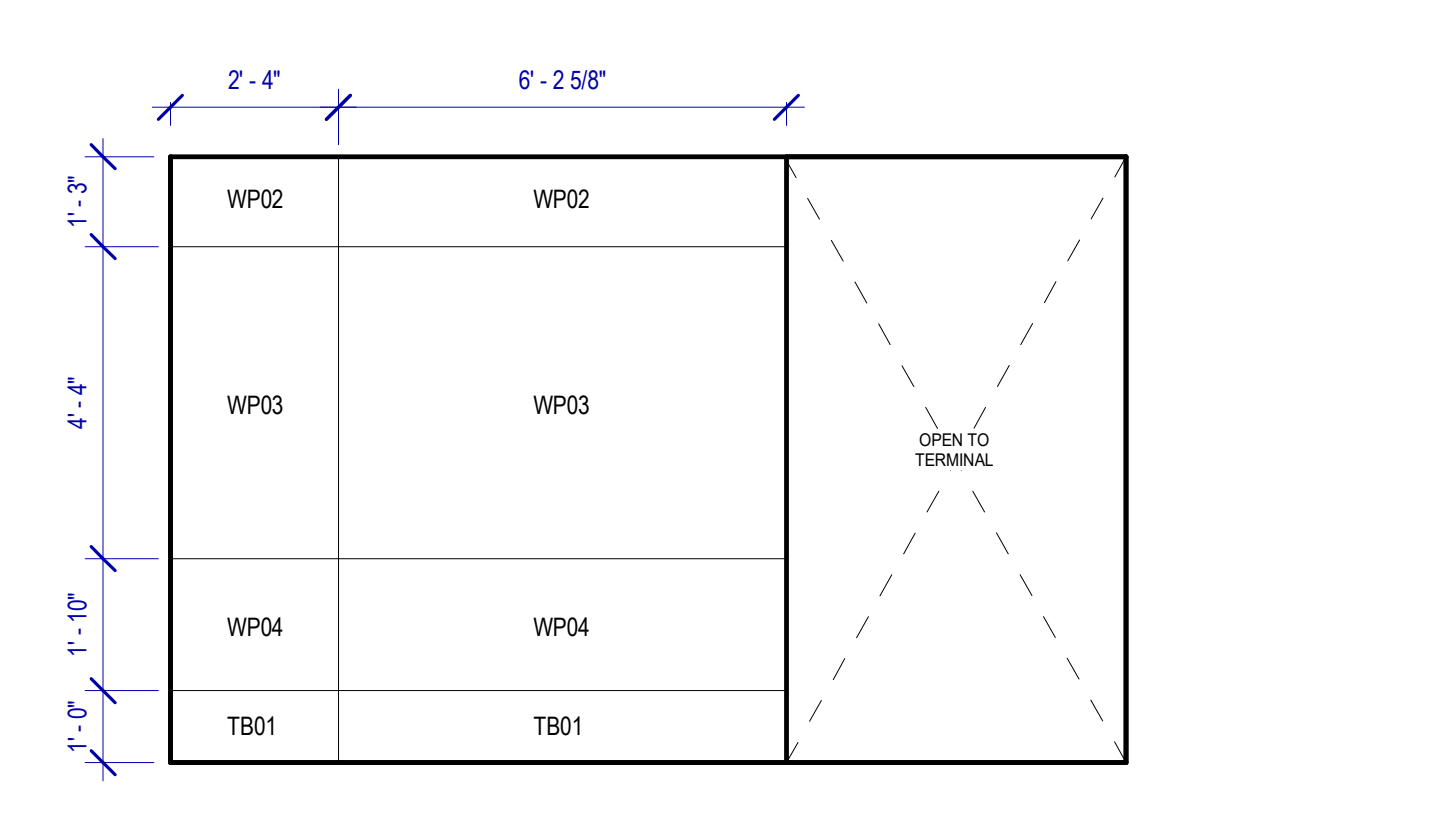 2' - 4"
6' - 2 5/8"
1' - 3"
WP02
WP02
4' - 4"
WP03
WP03
OPEN TO
TERMINAL
1' - 10"
WP04
WP04
1' - 0"
TB01
TB01